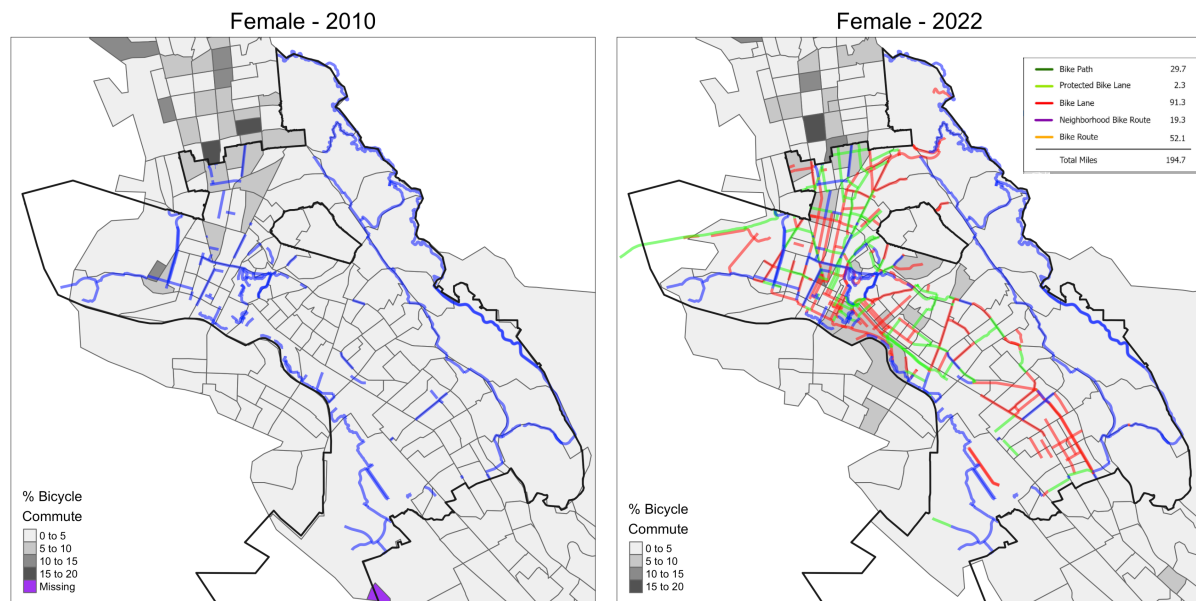 Female - 2010
% Bicycle
Commute
0 to 5
5 to 10
10 to 15
15 to 20
Missing
Female - 2022
Bike Path 29.7
Protected Bike Lane 2.3
Bike Lane 91.3
Neighborhood Bike Route 19.3
Bike Route 52.1
Total Miles 194.7
% Bicycle
Commute
0 to 5
5 to 10
10 to 15
15 to 20